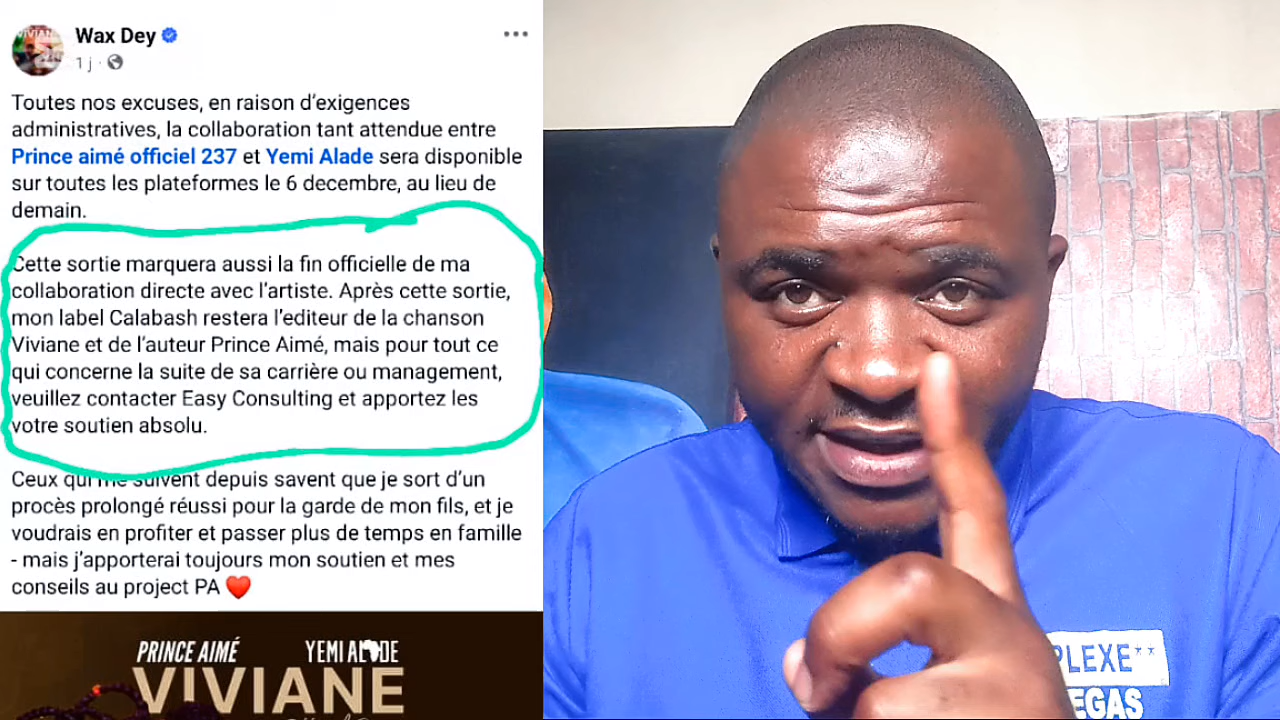 Wax Dey
1 j
Toutes nos excuses, en raison d'exigences
administratives, la collaboration tant attendue entre
Prince aimé officiel 237 et Yemi Alade sera disponible
sur toutes les plateformes le 6 decembre, au lieu de
demain.
Cette sortie marquera aussi la fin officielle de ma
collaboration directe avec l'artiste. Après cette sortie,
mon label Calabash restera l'editeur de la chanson
Viviane et de l'auteur Prince Aimé, mais pour tout ce
qui concerne la suite de sa carrière ou management,
veuillez contacter Easy Consulting et apportez les
votre soutien absolu.
Ceux qui me suivent depuis savent que je sort d'un
procès prolongé réussi pour la garde de mon fils, et je
voudrais en profiter et passer plus de temps en famille
- mais j'apporterai toujours mon soutien et mes
conseils au project PA ❤️
PRINCE AIMÉ YEMI ALADE
VIVIANE
PLEXE**
EGAS